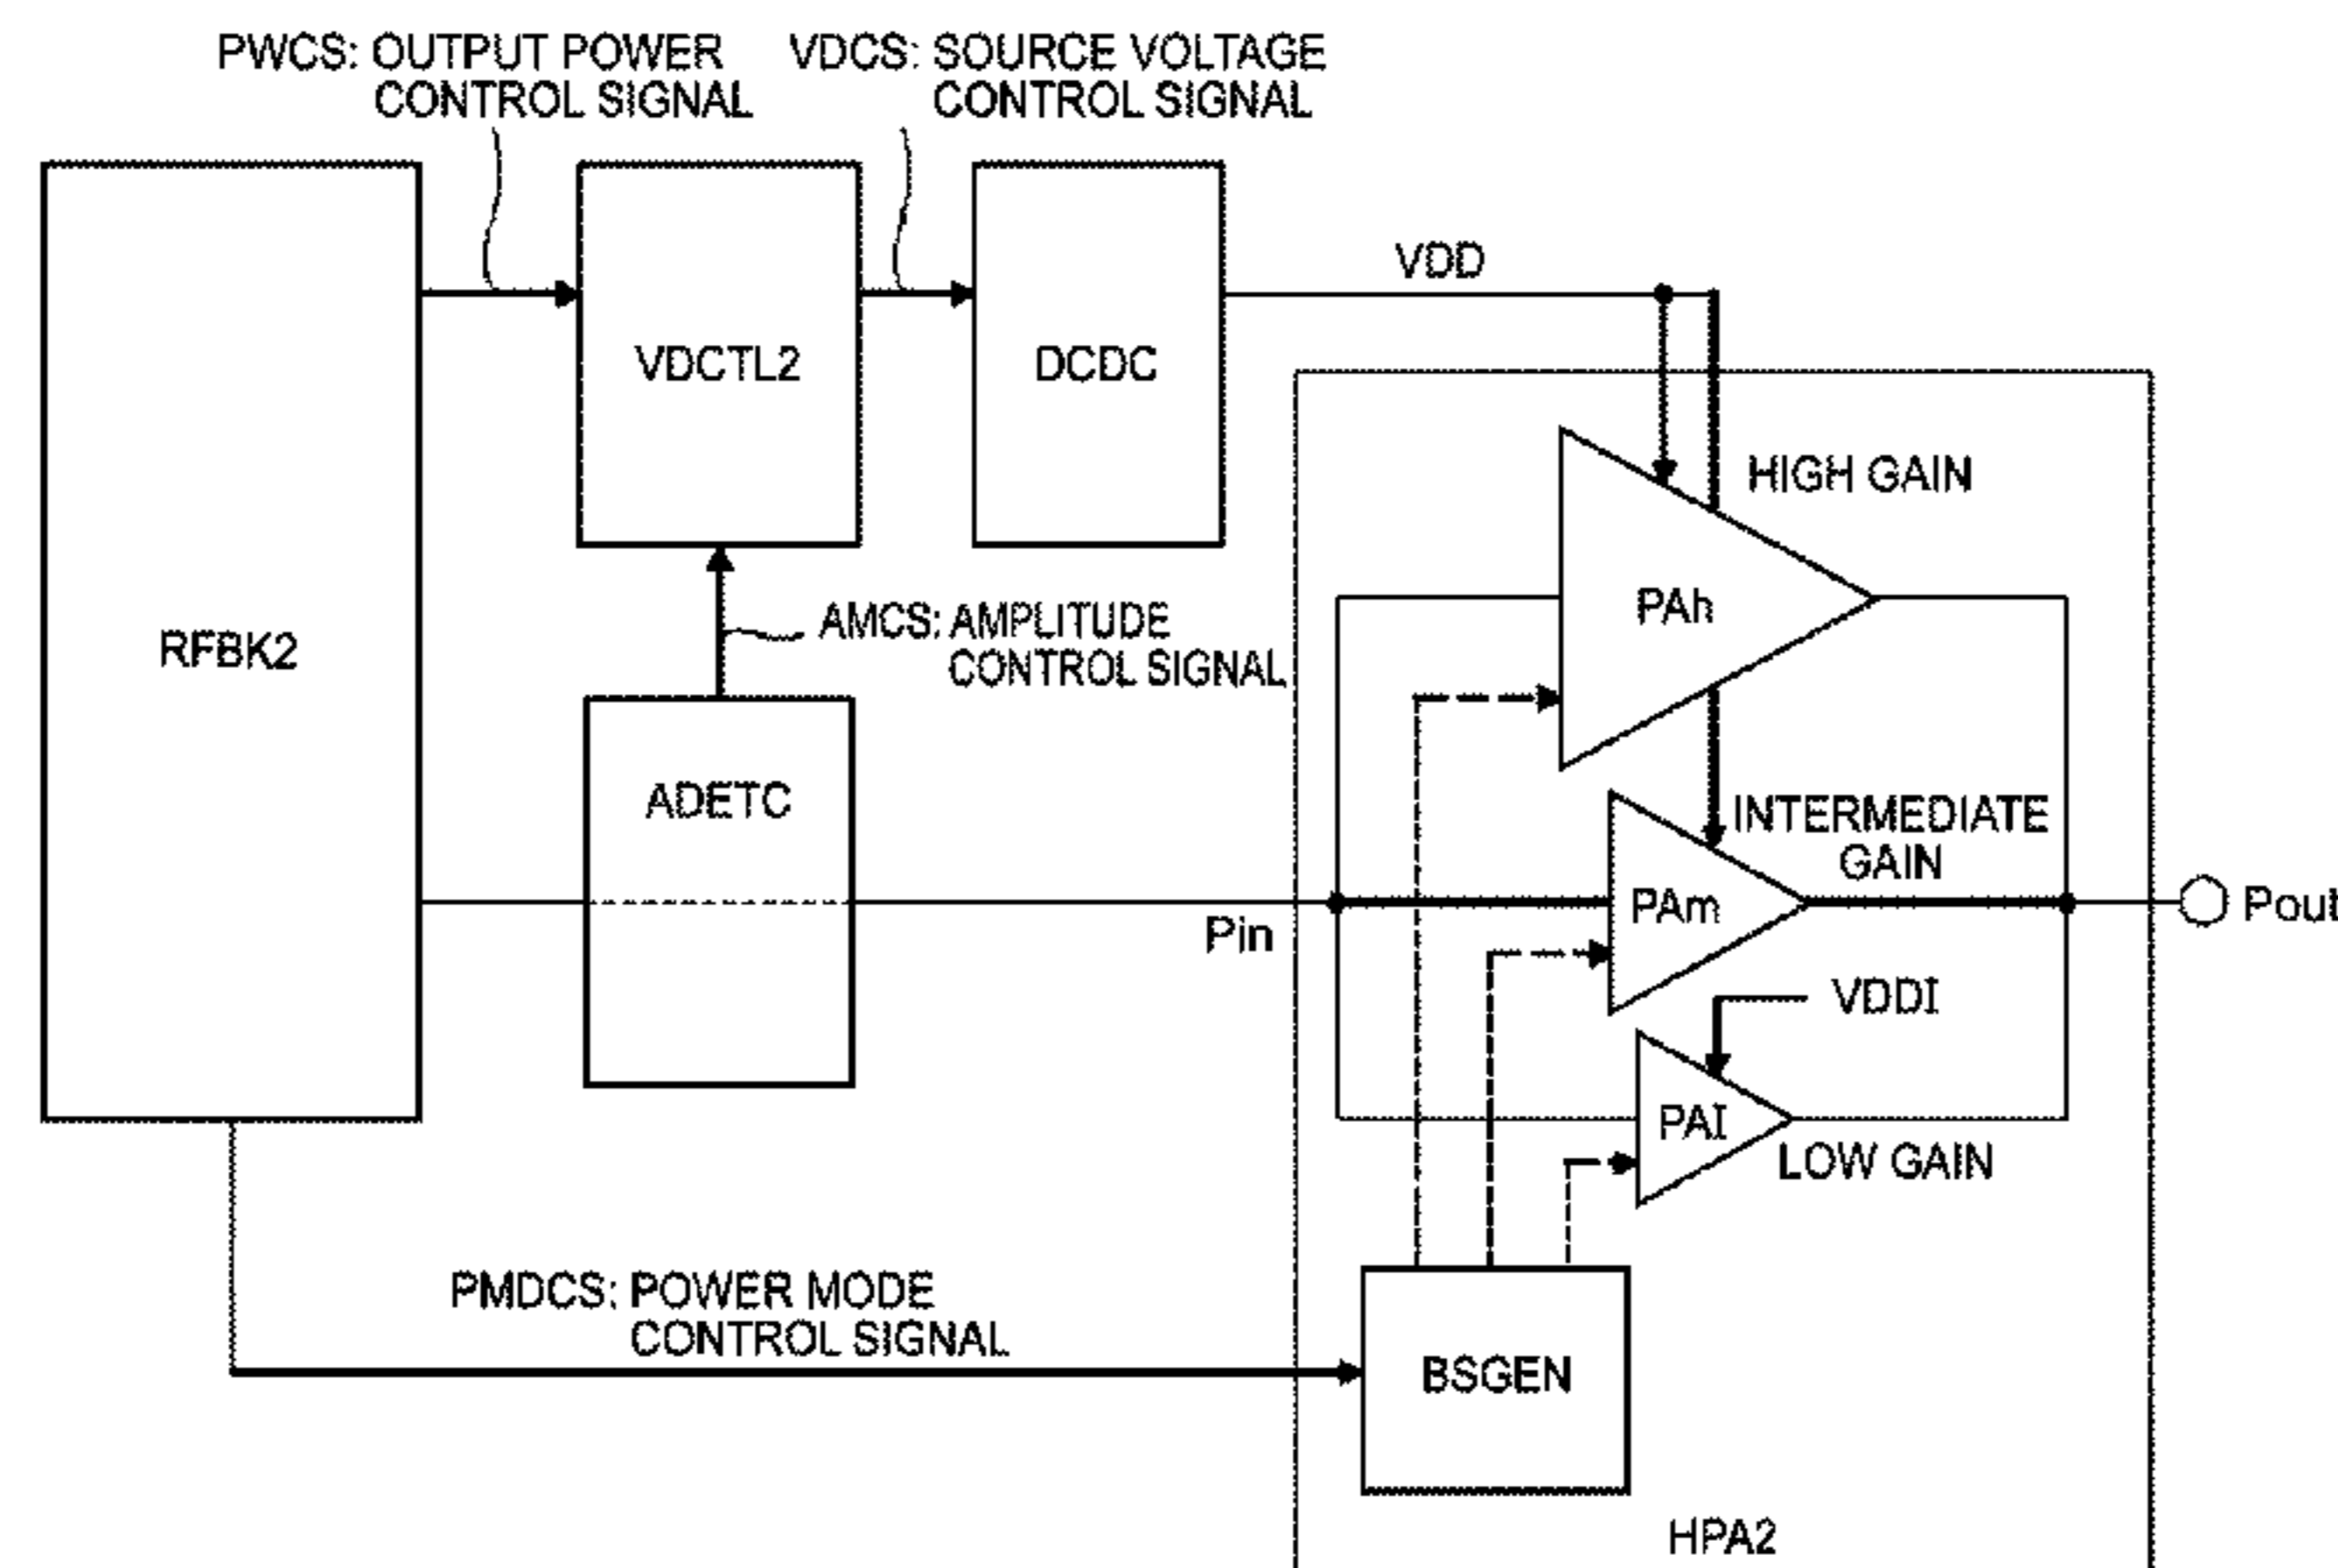 PWCS: OUTPUT POWER
CONTROL SIGNAL
VDCS: SOURCE VOLTAGE
CONTROL SIGNAL
VDD
VDCTL2
DCDC
HIGH GAIN
PAh
RFBK2
AMCS: AMPLITUDE
CONTROL SIGNAL
ADETC
INTERMEDIATE
GAIN
PAm
Pin
Pout
VDDI
PAI
LOW GAIN
PMDCS: POWER MODE
CONTROL SIGNAL
BSGEN
HPA2